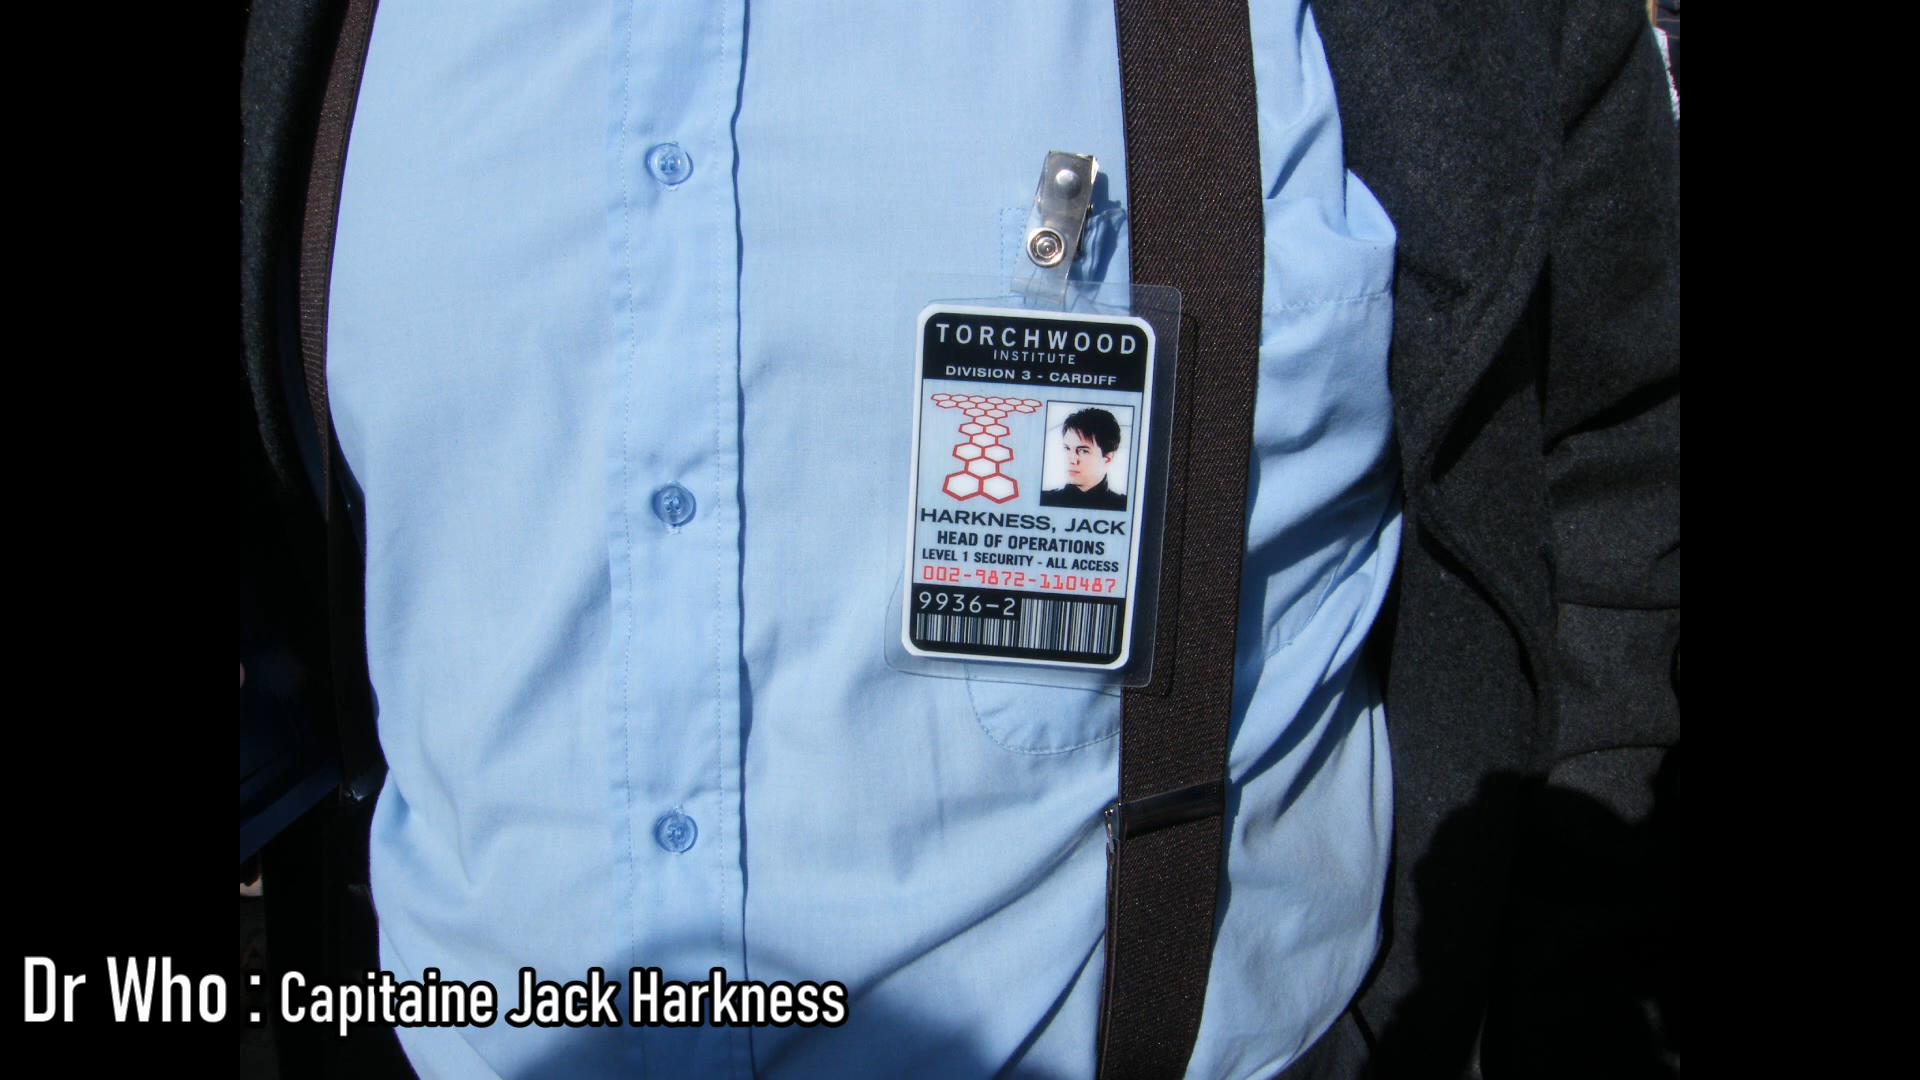 TORCHWOOD
INSTITUTE
DIVISION 3 - CARDIFF
HARKNESS, JACK
HEAD OF OPERATIONS
LEVEL 1 SECURITY - ALL ACCESS
002-9872-110487
9936-2
Dr Who : Capitaine Jack Harkness